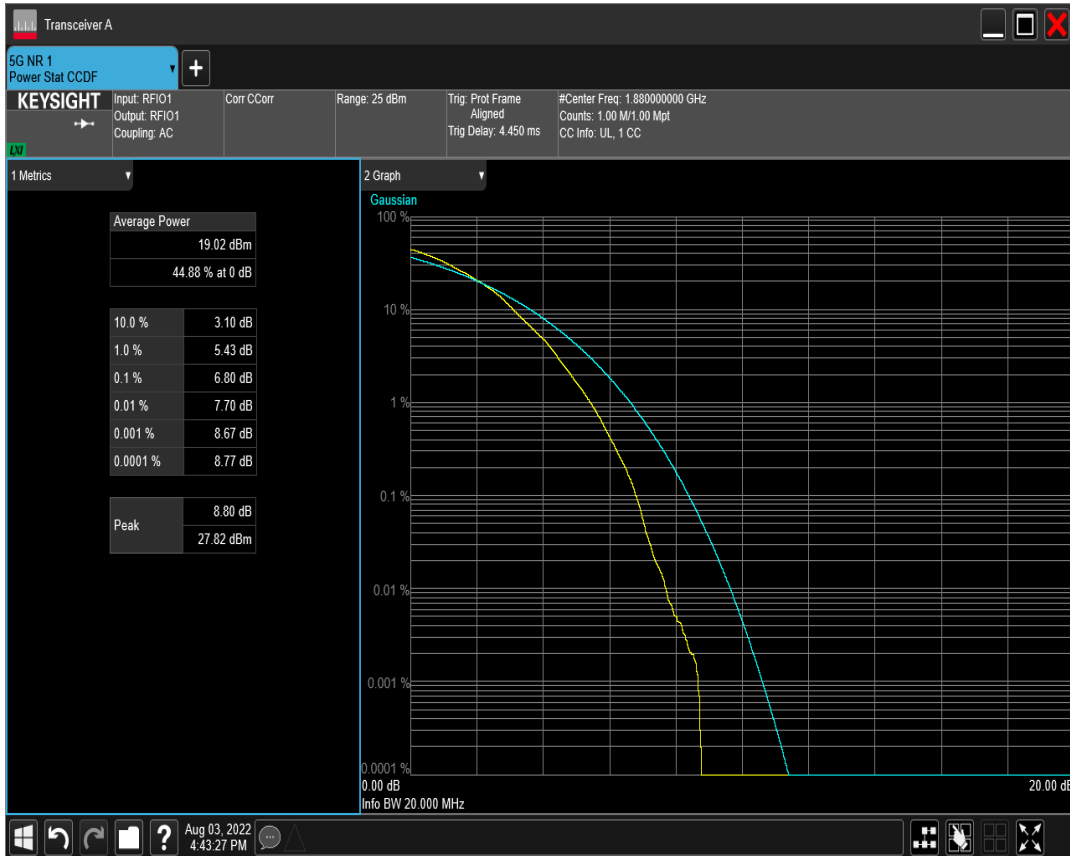 Transceiver A
5G NR 1
Power Stat CCDF
KEYSIGHT
LXI
Input: RFIO1
Output: RFIO1
Coupling: AC
Corr CCorr
Range: 25 dBm
Trig: Prot Frame
Aligned
Trig Delay: 4.450 ms
#Center Freq: 1.880000000 GHz
Counts: 1.00 M/1.00 Mpt
CC Info: UL, 1 CC
1 Metrics
Average Power
19.02 dBm
44.88 % at 0 dB
10.0 % 3.10 dB
1.0 % 5.43 dB
0.1 % 6.80 dB
0.01 % 7.70 dB
0.001 % 8.67 dB
0.0001 % 8.77 dB
Peak 8.80 dB
27.82 dBm
2 Graph
Gaussian
100 %
10 %
1 %
0.1 %
0.01 %
0.001 %
0.0001 %
0.00 dB 20.00 dB
Info BW 20.000 MHz
Aug 03, 2022
4:43:27 PM